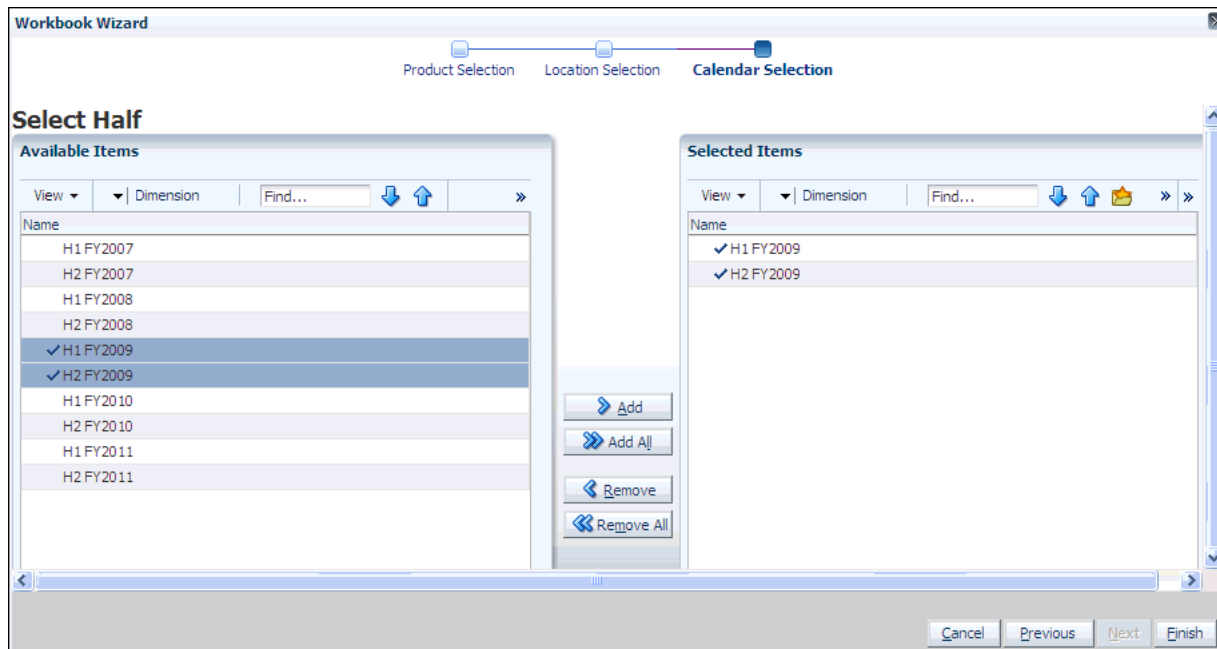 Workbook Wizard
Product Selection Location Selection Calendar Selection
Select Half
Available Items
View Dimension Find... »
Name
H1 FY2007
H2 FY2007
H1 FY2008
H2 FY2008
H1 FY2009
H2 FY2009
H1 FY2010
H2 FY2010
H1 FY2011
H2 FY2011
Add
Add All
Remove
Remove All
Selected Items
View Dimension Find... » »
Name
H1 FY2009
H2 FY2009
Cancel Previous Next Finish